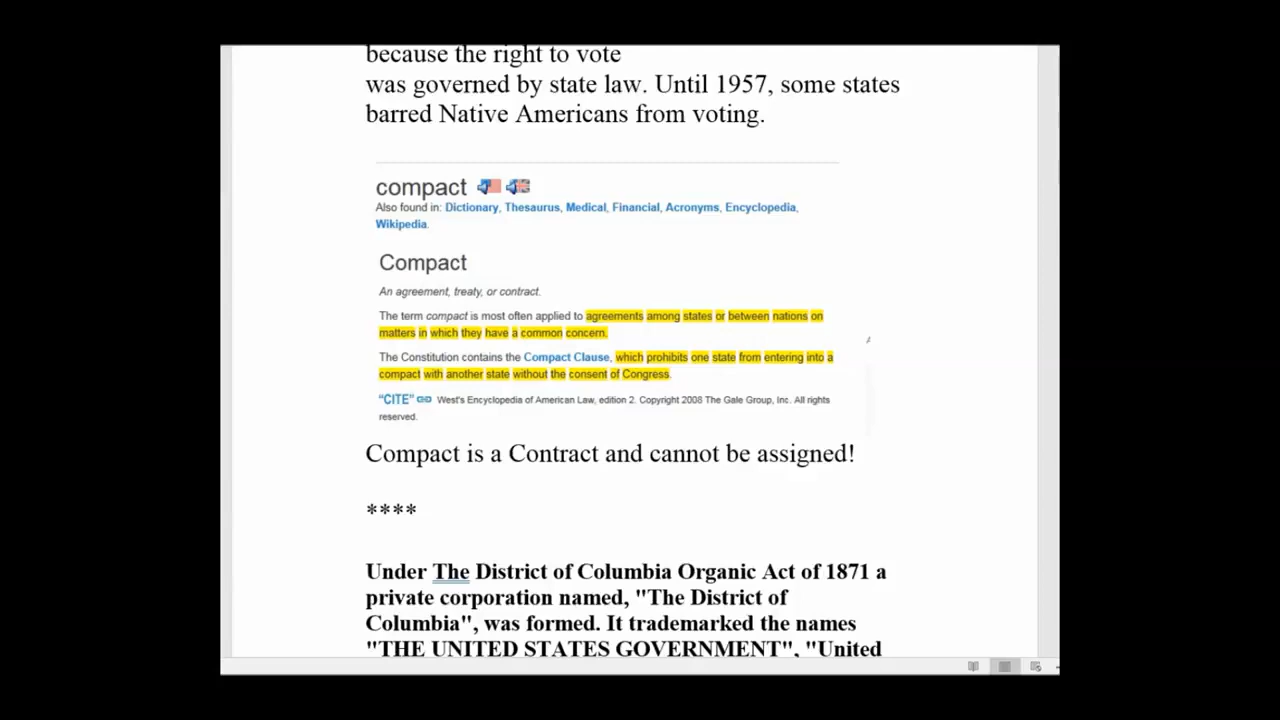 because the right to vote
was governed by state law. Until 1957, some states
barred Native Americans from voting.
compact
Also found in: Dictionary, Thesaurus, Medical, Financial, Acronyms, Encyclopedia,
Wikipedia.
Compact
An agreement, treaty, or contract.
The term compact is most often applied to agreements among states or between nations on
matters in which they have a common concern.
The Constitution contains the Compact Clause, which prohibits one state from entering into a
compact with another state without the consent of Congress.
"CITE" West's Encyclopedia of American Law, edition 2. Copyright 2008 The Gale Group, Inc. All rights
reserved.
Compact is a Contract and cannot be assigned!
****
Under The District of Columbia Organic Act of 1871 a
private corporation named, "The District of
Columbia", was formed. It trademarked the names
"THE UNITED STATES GOVERNMENT", "United